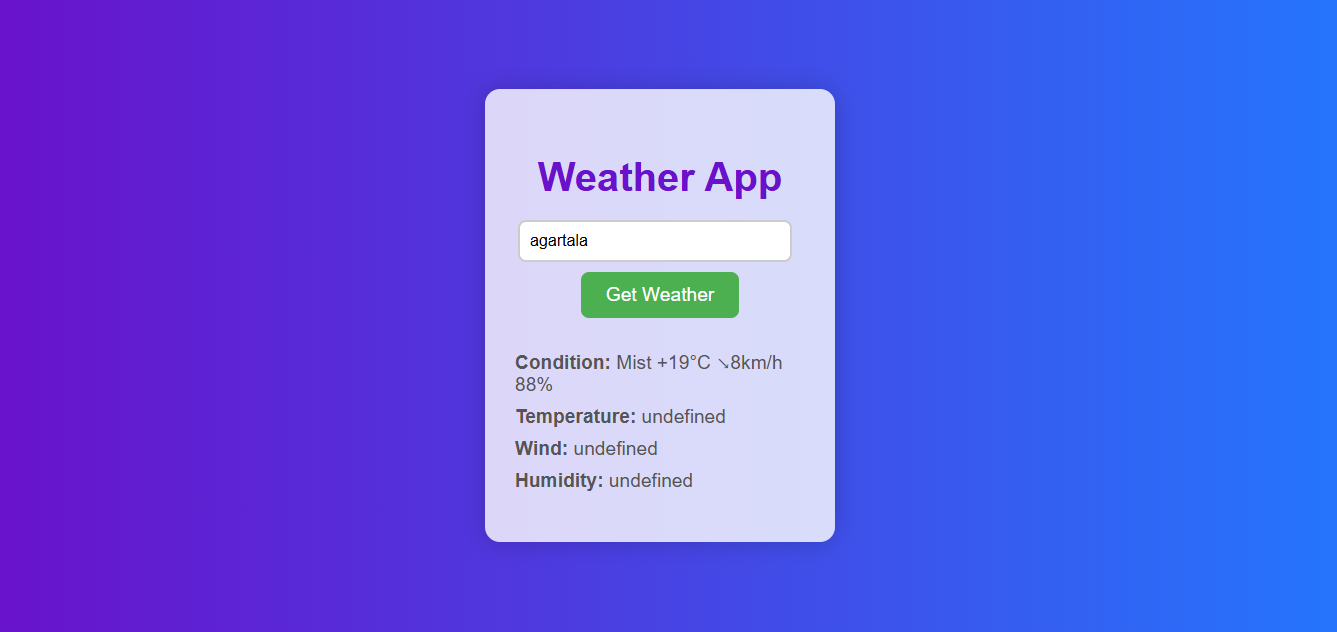 Weather App
agartala
Get Weather
Condition: Mist +19°C ↘8km/h
88%
Temperature: undefined
Wind: undefined
Humidity: undefined